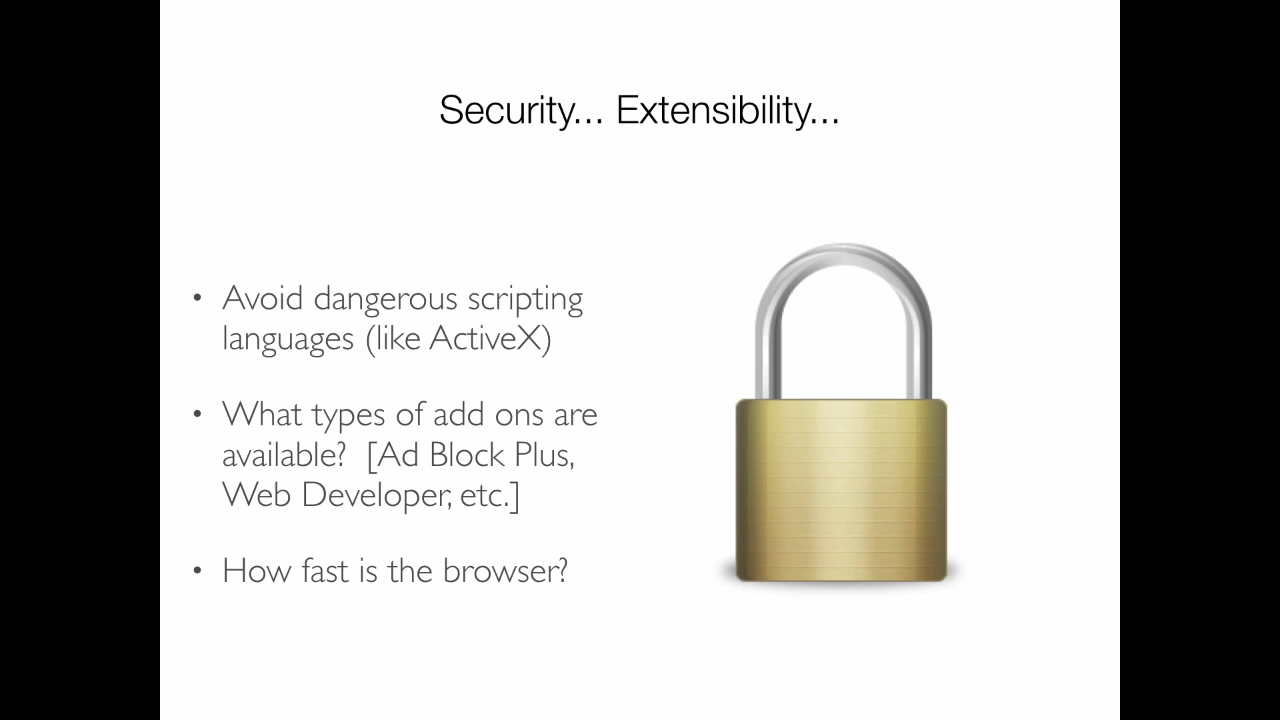 Security... Extensibility...
• Avoid dangerous scripting
languages (like ActiveX)
• What types of add ons are
available?  [Ad Block Plus,
Web Developer, etc.]
• How fast is the browser?